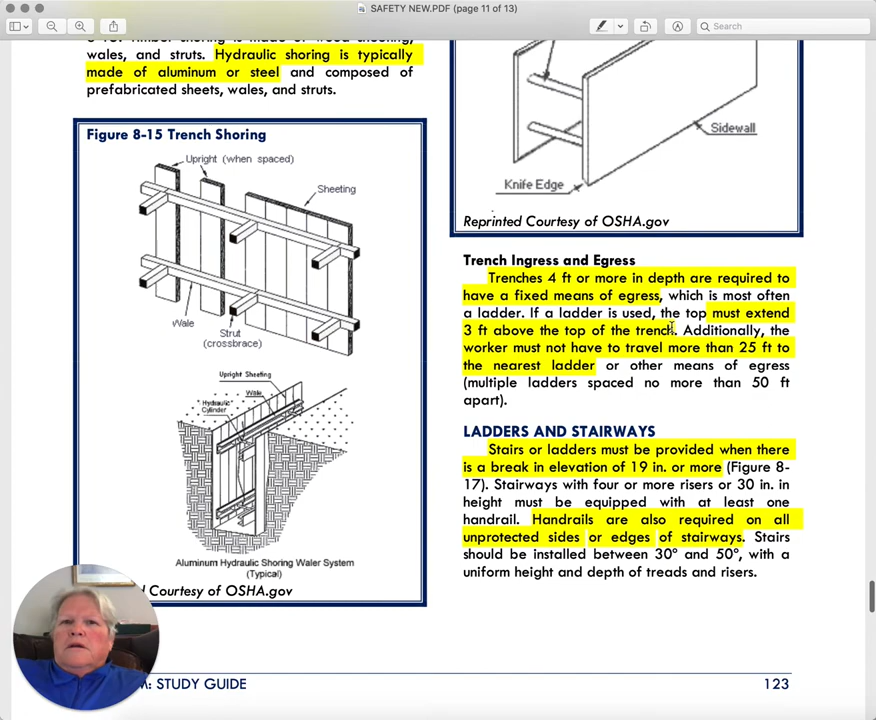 SAFETY NEW.PDF (page 11 of 13)
Search
wales, and struts. Hydraulic shoring is typically
made of aluminum or steel and composed of
prefabricated sheets, wales, and struts.
Figure 8-15 Trench Shoring
Upright (when spaced)
Sheeting
Wale
Strut
(crossbrace)
Upright Sheeting
Wale
Hydraulic
Cylinder
Aluminum Hydraulic Shoring Waler System
(Typical)
Courtesy of OSHA.gov
: STUDY GUIDE
Sidewall
Knife Edge
Reprinted Courtesy of OSHA.gov
Trench Ingress and Egress
Trenches 4 ft or more in depth are required to
have a fixed means of egress, which is most often
a ladder. If a ladder is used, the top must extend
3 ft above the top of the trench. Additionally, the
worker must not have to travel more than 25 ft to
the nearest ladder or other means of egress
(multiple ladders spaced no more than 50 ft
apart).
LADDERS AND STAIRWAYS
Stairs or ladders must be provided when there
is a break in elevation of 19 in. or more (Figure 8-
17). Stairways with four or more risers or 30 in. in
height must be equipped with at least one
handrail. Handrails are also required on all
unprotected sides or edges of stairways. Stairs
should be installed between 30° and 50°, with a
uniform height and depth of treads and risers.
123